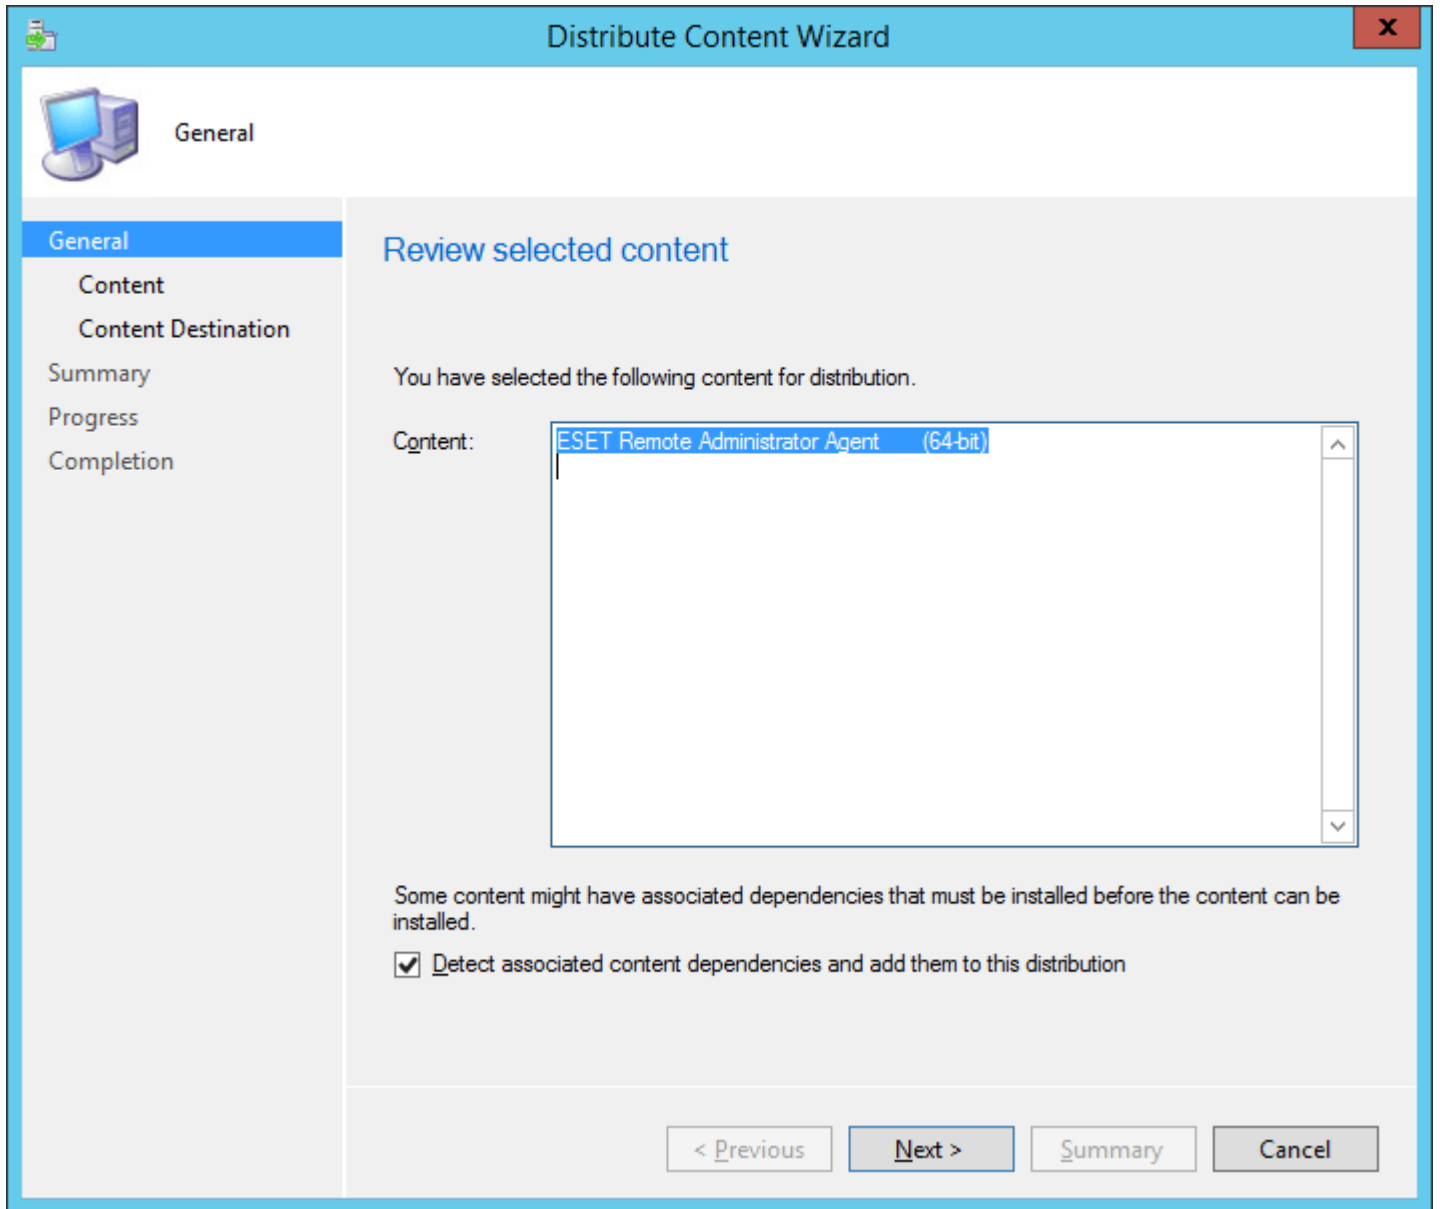 Distribute Content Wizard
x
General
General
Content
Content Destination
Summary
Progress
Completion
Review selected content
You have selected the following content for distribution.
Content:
ESET Remote Administrator Agent (64-bit)
Some content might have associated dependencies that must be installed before the content can be
installed.
Detect associated content dependencies and add them to this distribution
< Previous
Next >
Summary
Cancel